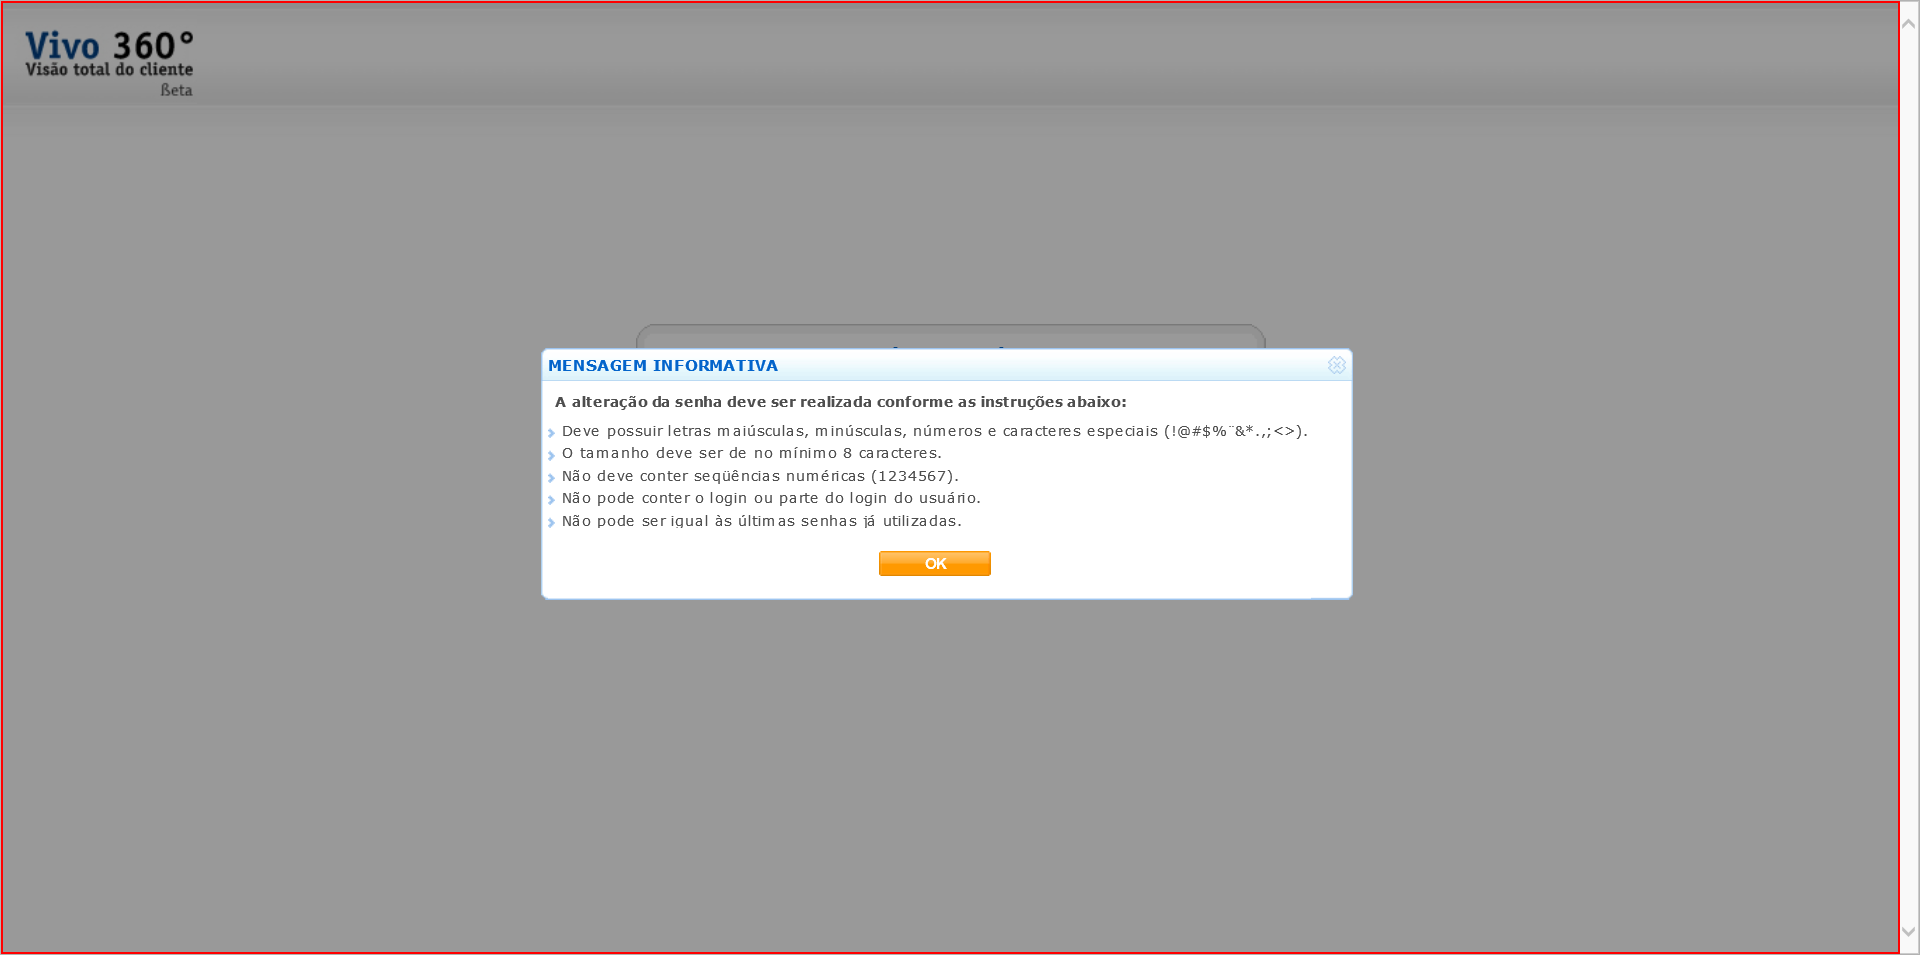 Vivo 360°
Visão total do cliente
ßeta
MENSAGEM INFORMATIVA
A alteração da senha deve ser realizada conforme as instruções abaixo:
Deve possuir letras maiúsculas, minúsculas, números e caracteres especiais (!@#$%¨&*.,;<>).
O tamanho deve ser de no mínimo 8 caracteres.
Não deve conter seqüências numéricas (1234567).
Não pode conter o login ou parte do login do usuário.
Não pode ser igual às últimas senhas já utilizadas.
OK